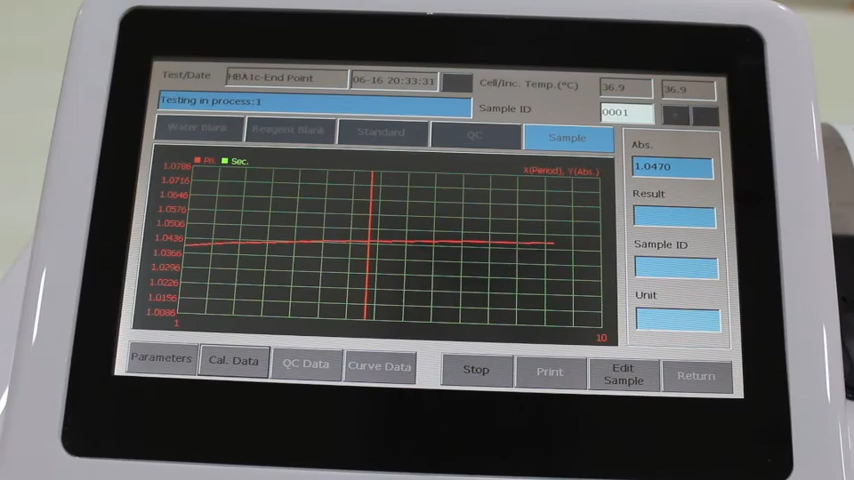 Test/Date HBA1c-End Point 06-16 20:33:31 Cell/Inc. Temp.(°C) 36.9 36.9
Testing in process:1 Sample ID 0001
Water Blank Reagent Blank Standard QC Sample
Abs.
1.0470
Result
Sample ID
Unit
Pri. Sec. X(Period), Y(Abs.)
1.0786
1.0716
1.0646
1.0576
1.0506
1.0436
1.0366
1.0296
1.0226
1.0156
1.0086
1 10
Parameters Cal. Data QC Data Curve Data Stop Print Edit Sample Return